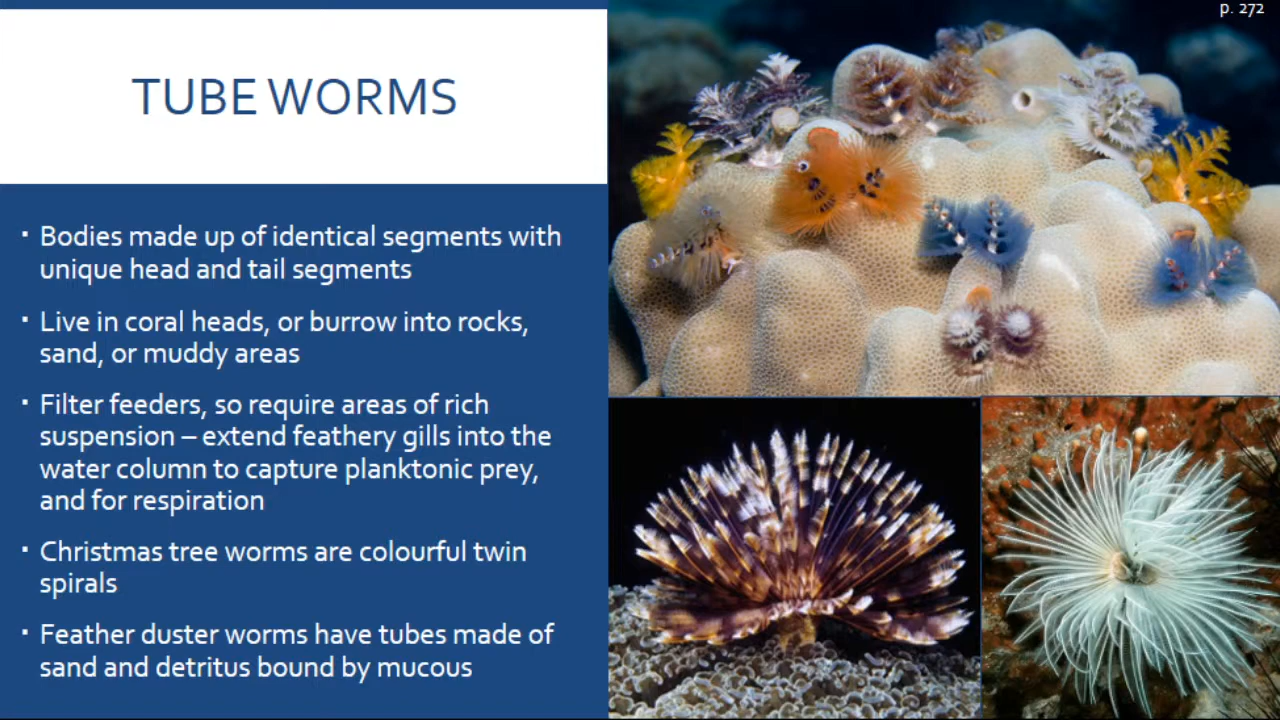 p. 272
TUBE WORMS
▪ Bodies made up of identical segments with
unique head and tail segments
▪ Live in coral heads, or burrow into rocks,
sand, or muddy areas
▪ Filter feeders, so require areas of rich
suspension – extend feathery gills into the
water column to capture planktonic prey,
and for respiration
▪ Christmas tree worms are colourful twin
spirals
▪ Feather duster worms have tubes made of
sand and detritus bound by mucous